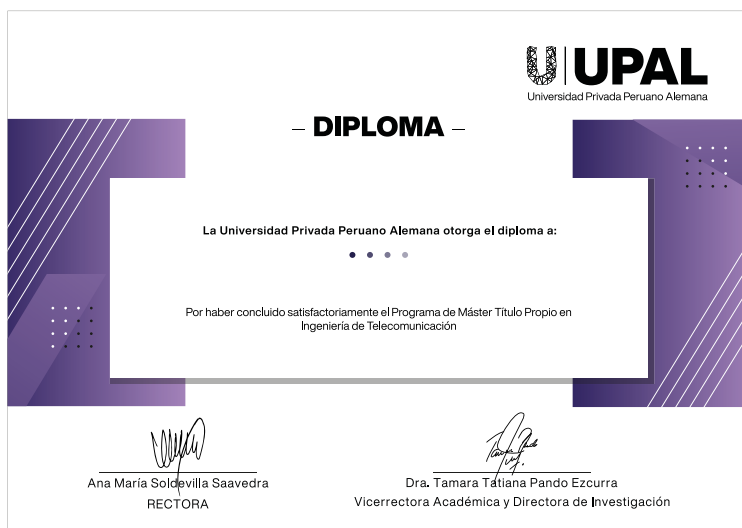 UPAL
Universidad Privada Peruano Alemana
– DIPLOMA –
La Universidad Privada Peruano Alemana otorga el diploma a:
Por haber concluido satisfactoriamente el Programa de Máster Título Propio en
Ingeniería de Telecomunicación
Ana María Soldevilla Saavedra
RECTORA
Dra. Tamara Tatiana Pando Ezcurra
Vicerrectora Académica y Directora de Investigación